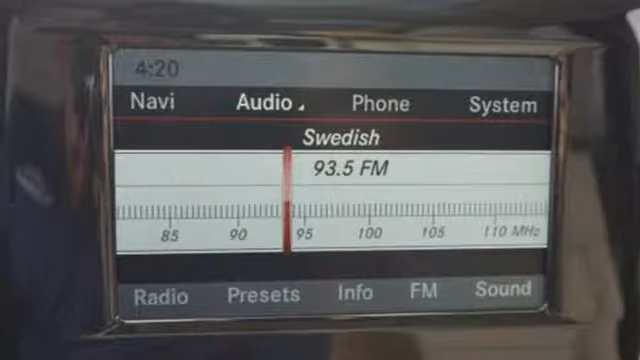 4:20
Navi Audio Phone System
Swedish
93.5 FM
85 90 95 100 105 110 MHz
Radio Presets Info FM Sound